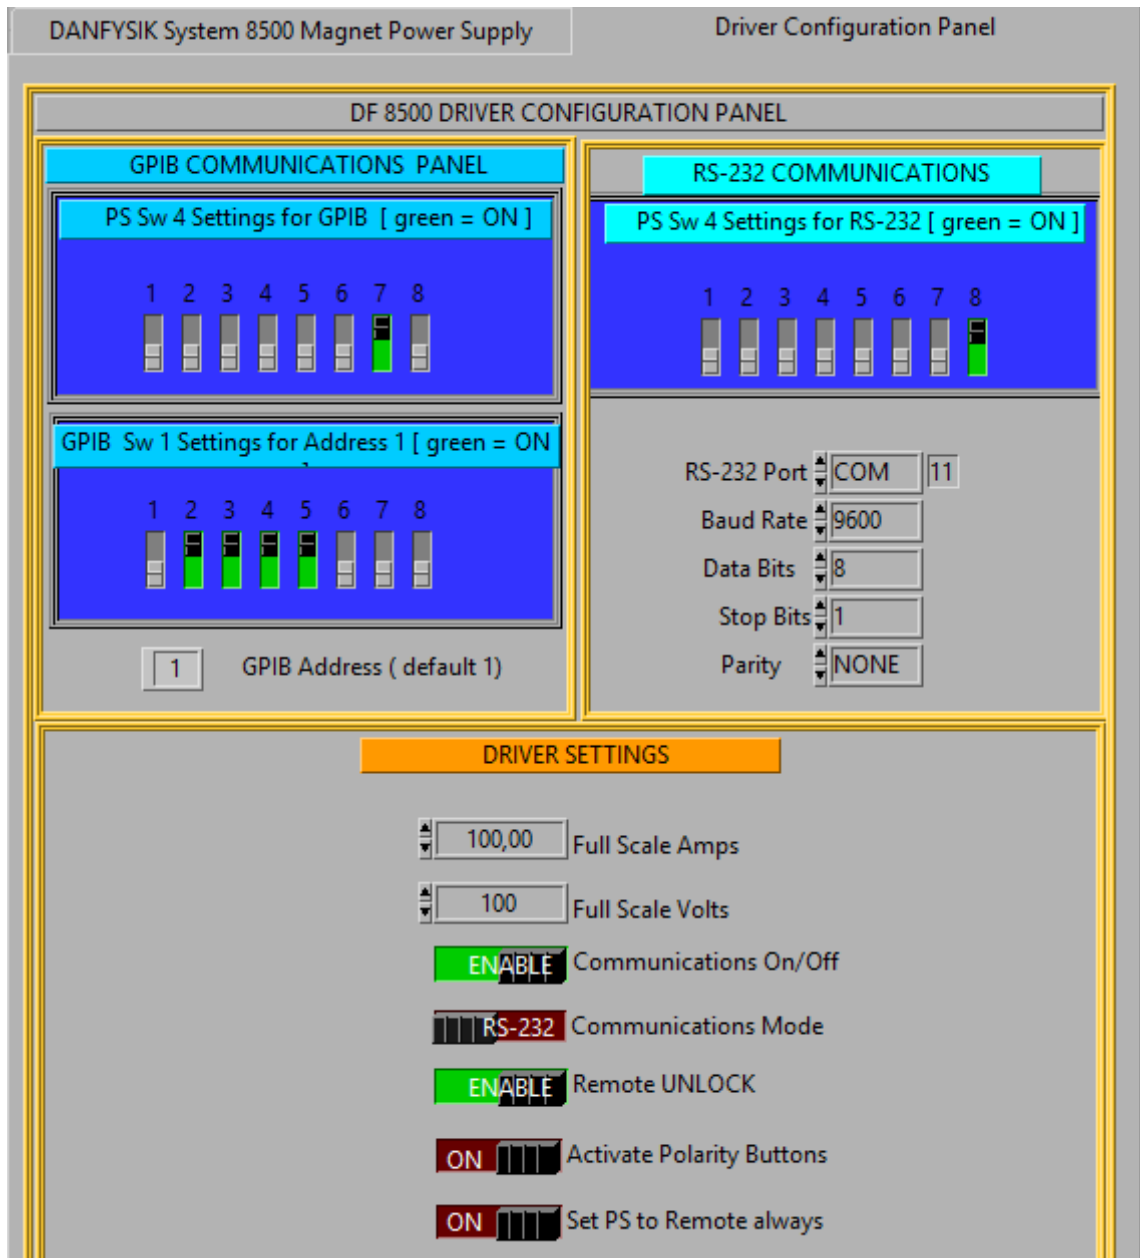 DANFYSIK System 8500 Magnet Power Supply
Driver Configuration Panel
DF 8500 DRIVER CONFIGURATION PANEL
GPIB COMMUNICATIONS PANEL
PS Sw 4 Settings for GPIB [ green = ON ]
1 2 3 4 5 6 7 8
GPIB Sw 1 Settings for Address 1 [ green = ON
1 2 3 4 5 6 7 8
1 GPIB Address ( default 1)
RS-232 COMMUNICATIONS
PS Sw 4 Settings for RS-232 [ green = ON ]
1 2 3 4 5 6 7 8
RS-232 Port COM 11
Baud Rate 9600
Data Bits 8
Stop Bits 1
Parity NONE
DRIVER SETTINGS
100,00 Full Scale Amps
100 Full Scale Volts
ENABLE Communications On/Off
RS-232 Communications Mode
ENABLE Remote UNLOCK
ON Activate Polarity Buttons
ON Set PS to Remote always